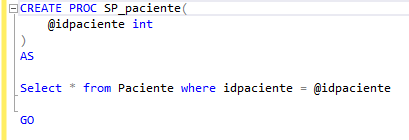 CREATE PROC SP_paciente(
@idpaciente int
)
AS
Select * from Paciente where idpaciente = @idpaciente
GO